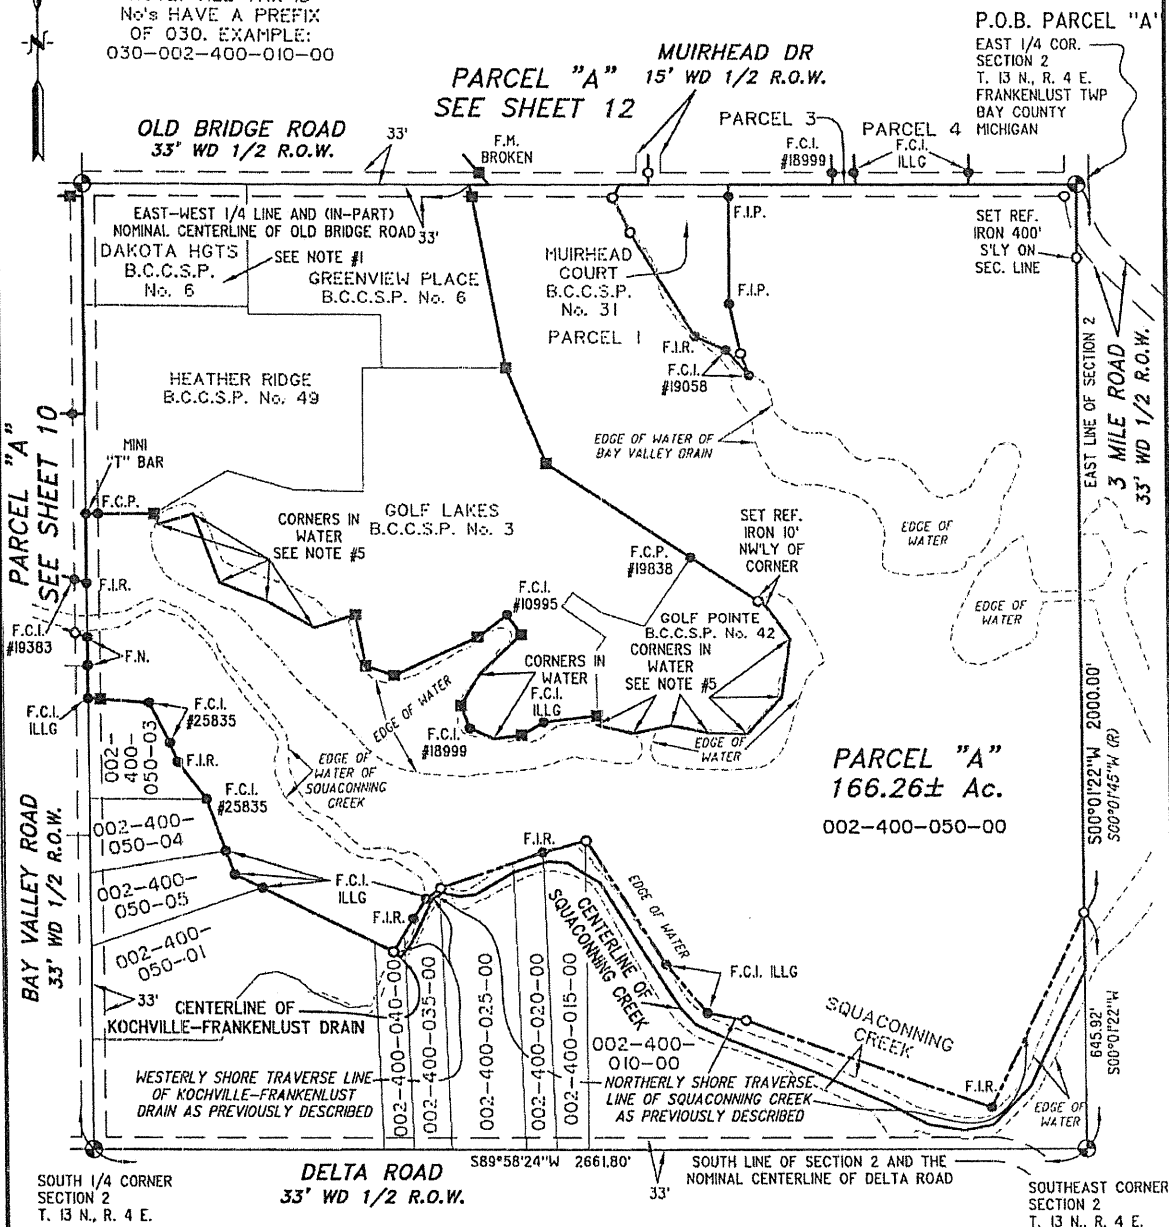 No's HAVE A PREFIX
OF 030. EXAMPLE:
030-002-400-010-00
P.O.B. PARCEL "A"
EAST 1/4 COR.
SECTION 2
T. 13 N., R. 4 E.
FRANKENLUST TWP
BAY COUNTY
MICHIGAN
N
MUIRHEAD DR
15' WD 1/2 R.O.W.
PARCEL "A"
SEE SHEET 12
OLD BRIDGE ROAD
33' WD 1/2 R.O.W.
33'
F.M.
BROKEN
PARCEL 3
F.C.I.
#18999
PARCEL 4
F.C.I.
ILLG
EAST-WEST 1/4 LINE AND (IN-PART)
NOMINAL CENTERLINE OF OLD BRIDGE ROAD
33'
DAKOTA HGTS
B.C.C.S.P.
No. 6
SEE NOTE #1
GREENVIEW PLACE
B.C.C.S.P. No. 6
MUIRHEAD
COURT
B.C.C.S.P.
No. 31
PARCEL 1
F.I.P.
F.I.P.
F.I.R.
F.C.I.
#19058
SET REF.
IRON 400'
S'LY ON
SEC. LINE
EAST LINE OF SECTION 2
3 MILE ROAD
33' WD 1/2 R.O.W.
HEATHER RIDGE
B.C.C.S.P. No. 49
PARCEL "A"
SEE SHEET 10
MINI
"T" BAR
F.C.P.
EDGE OF WATER OF
BAY VALLEY DRAIN
GOLF LAKES
B.C.C.S.P. No. 3
CORNERS IN
WATER
SEE NOTE #5
SET REF.
IRON 10'
NW'LY OF
CORNER
EDGE OF
WATER
F.C.P.
#19838
F.I.R.
F.C.I.
#19383
F.N.
F.C.I.
#10995
GOLF POINTE
B.C.C.S.P. No. 42
CORNERS IN
WATER
SEE NOTE #5
EDGE OF
WATER
CORNERS IN
WATER
F.C.I.
ILLG
F.C.I.
#18999
EDGE OF WATER
EDGE OF
WATER
F.C.I.
ILLG
F.C.I.
#25835
F.I.R.
F.C.I.
#25835
002-
400-
050-03
EDGE OF
WATER OF
SQUACONNING
CREEK
PARCEL "A"
166.26± Ac.
002-400-050-00
S00°01'22"W 2000.00'
S00°01'45"W (R)
BAY VALLEY ROAD
33' WD 1/2 R.O.W.
002-400-
050-04
002-400-
050-05
002-400-
050-01
F.C.I.
ILLG
F.I.R.
F.I.R.
EDGE OF WATER
CENTERLINE OF
SQUACONNING CREEK
F.C.I. ILLG
SQUACONNING
CREEK
33'
CENTERLINE OF
KOCHVILLE-FRANKENLUST DRAIN
WESTERLY SHORE TRAVERSE LINE
OF KOCHVILLE-FRANKENLUST
DRAIN AS PREVIOUSLY DESCRIBED
002-400-040-00
002-400-035-00
002-400-025-00
002-400-020-00
002-400-015-00
002-400-
010-00
NORTHERLY SHORE TRAVERSE
LINE OF SQUACONNING CREEK
AS PREVIOUSLY DESCRIBED
F.I.R.
EDGE OF
WATER
645.92'
S00°01'22"W
DELTA ROAD
33' WD 1/2 R.O.W.
S89°58'24"W 2661.80'
33'
SOUTH LINE OF SECTION 2 AND THE
NOMINAL CENTERLINE OF DELTA ROAD
SOUTH 1/4 CORNER
SECTION 2
T. 13 N., R. 4 E.
SOUTHEAST CORNER
SECTION 2
T. 13 N., R. 4 E.